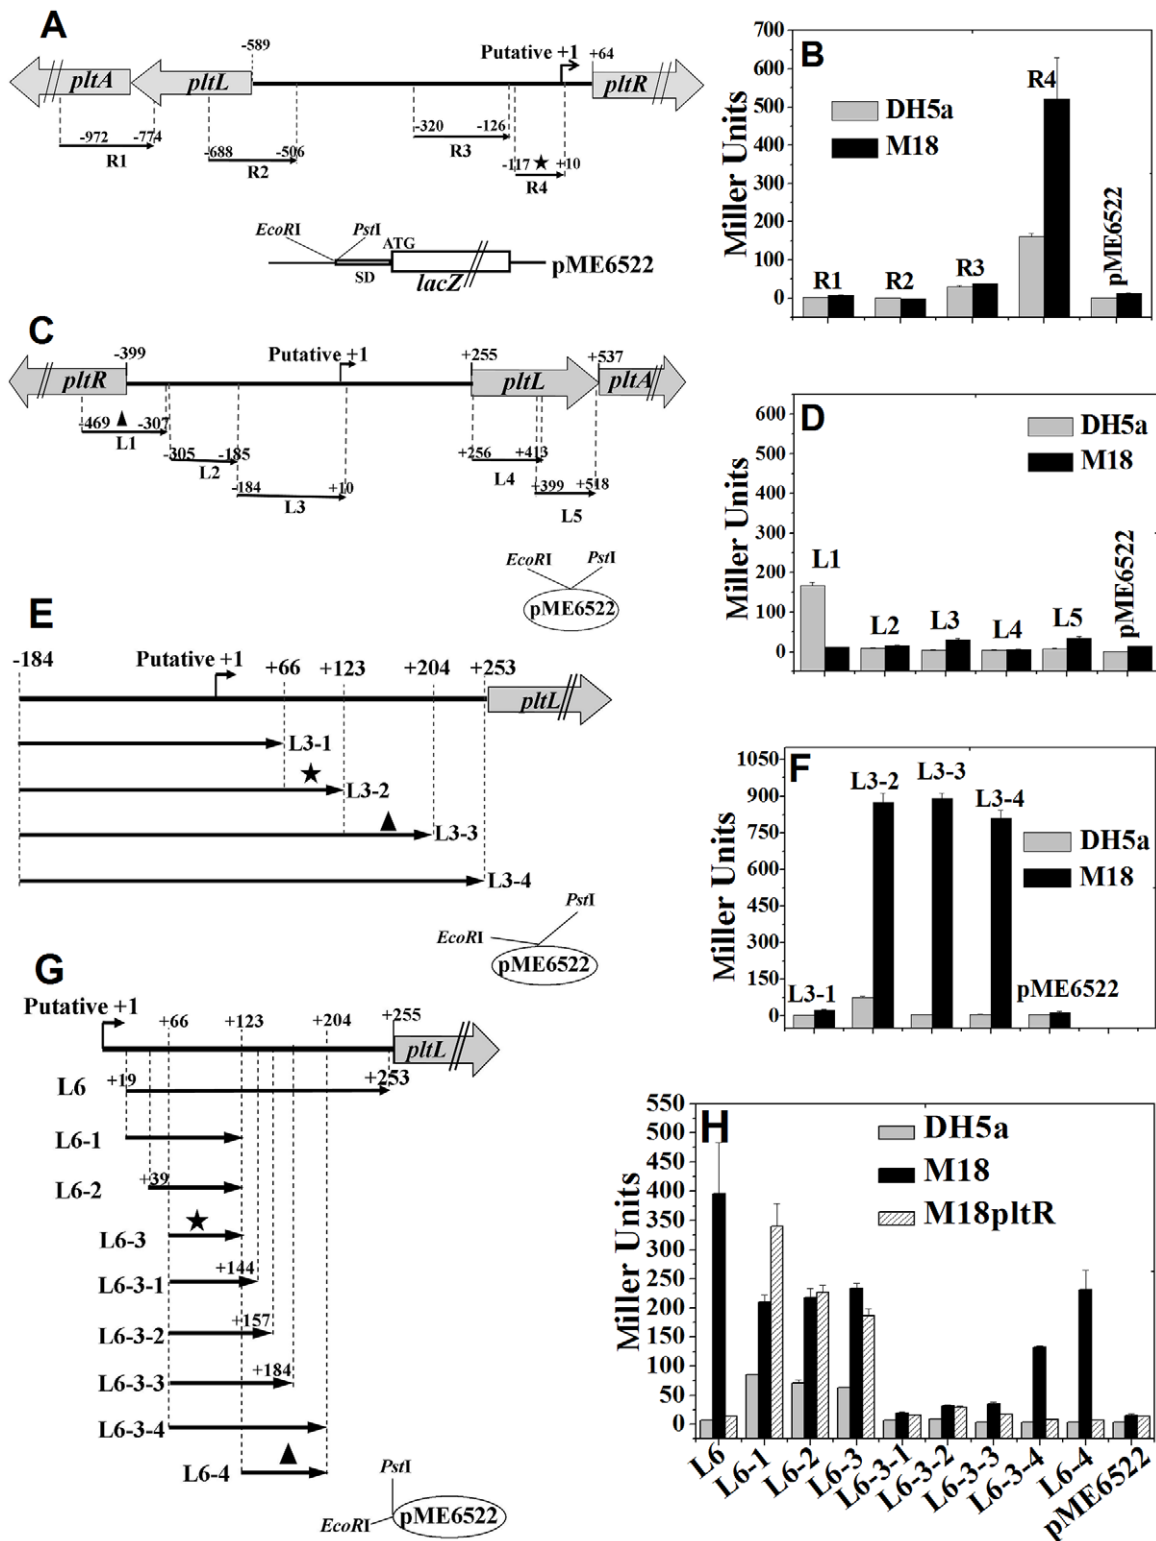 A
-589
Putative +1
+64
pltA
pltL
pltR
-972
-774
R1
-688
-506
R2
-320
-126
R3
-117 ★ +10
R4
EcoRI
PstI
ATG
SD
lacZ
pME6522
B
Miller Units
700
600
500
400
300
200
100
0
DH5a
M18
R1
R2
R3
R4
pME6522
C
-399
Putative +1
+255
+537
pltR
pltL
pltA
-469 ▲ -307
L1
-305
-185
L2
-184
+10
L3
+256
+413
L4
+399
+518
L5
EcoRI
PstI
pME6522
D
Miller Units
600
500
400
300
200
100
0
DH5a
M18
L1
L2
L3
L4
L5
pME6522
E
-184
Putative +1
+66
+123
+204
+253
pltL
L3-1
★
L3-2
▲
L3-3
L3-4
PstI
EcoRI
pME6522
F
Miller Units
1050
900
750
600
450
300
150
0
DH5a
M18
L3-1
L3-2
L3-3
L3-4
pME6522
G
Putative +1
+66
+123
+204
+255
pltL
L6
+19
+253
L6-1
L6-2
+39
L6-3
★
L6-3-1
+144
L6-3-2
+157
L6-3-3
+184
L6-3-4
L6-4
▲
PstI
EcoRI
pME6522
H
Miller Units
550
500
450
400
350
300
250
200
150
100
50
0
DH5a
M18
M18pltR
L6
L6-1
L6-2
L6-3
L6-3-1
L6-3-2
L6-3-3
L6-3-4
L6-4
pME6522